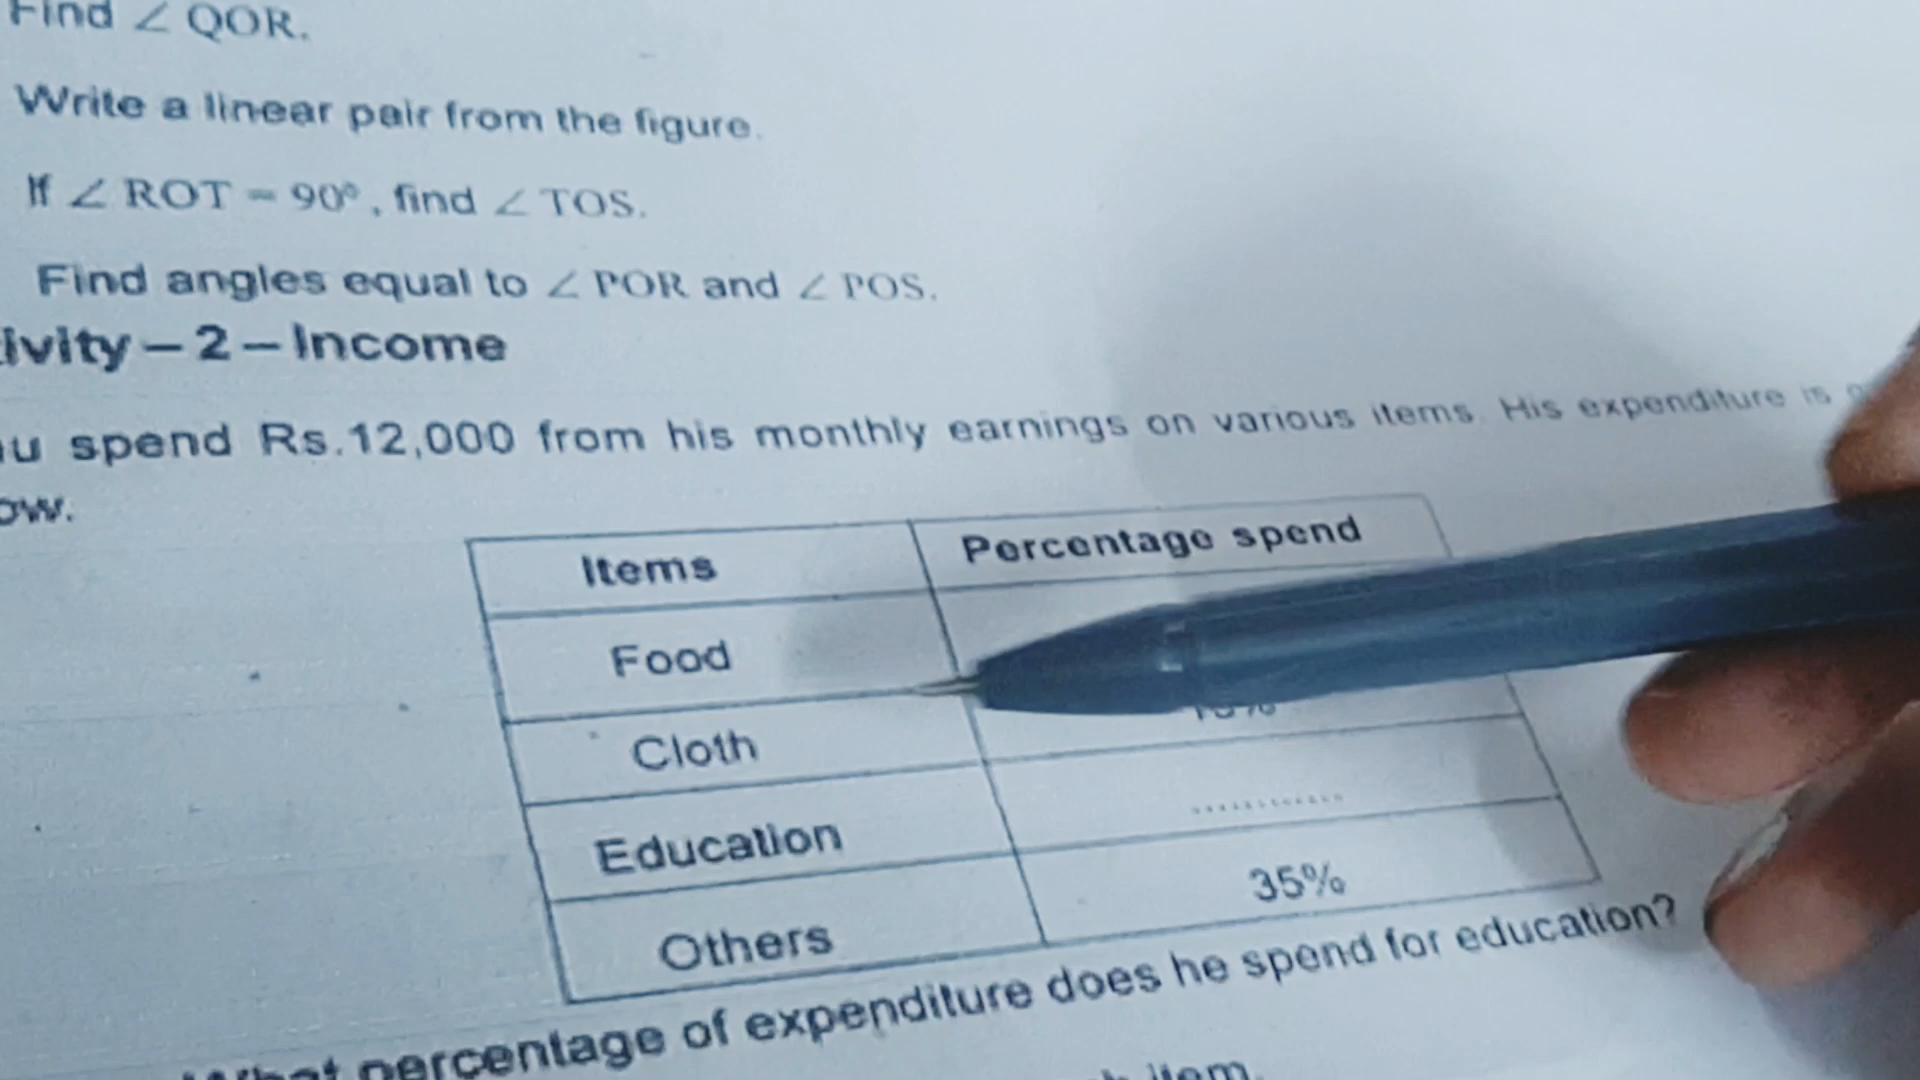 Find ∠ QOR.
Write a linear pair from the figure.
If ∠ ROT = 90°, find ∠ TOS.
Find angles equal to ∠ POR and ∠ POS.
ivity – 2 – Income
u spend Rs.12,000 from his monthly earnings on various items. His expenditure is
ow.
Items Percentage spend
Food
Cloth
Education ............
Others 35%
What percentage of expenditure does he spend for education?
item.